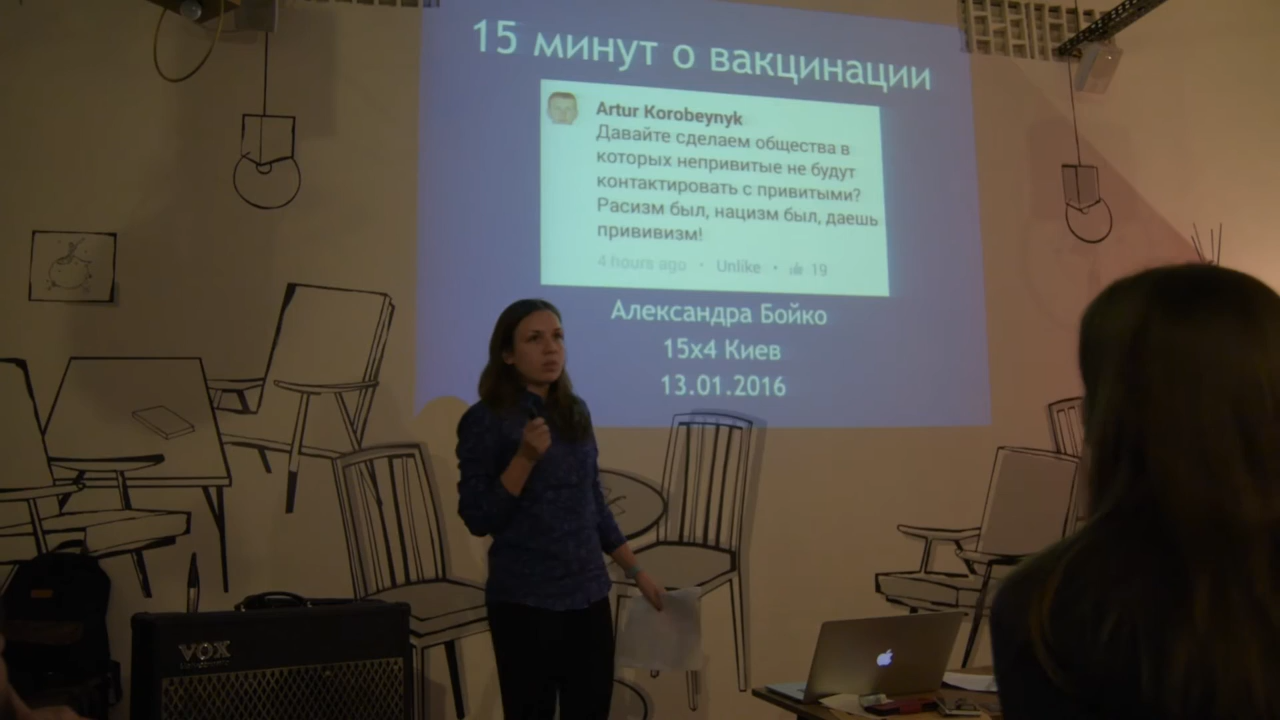 15 минут о вакцинации
Artur Korobeynyk
Давайте сделаем общества в
которых непривитые не будут
контактировать с привитыми?
Расизм был, нацизм был, даешь
прививизм!
4 hours ago • Unlike • 19
Александра Бойко
15x4 Киев
13.01.2016
VOX